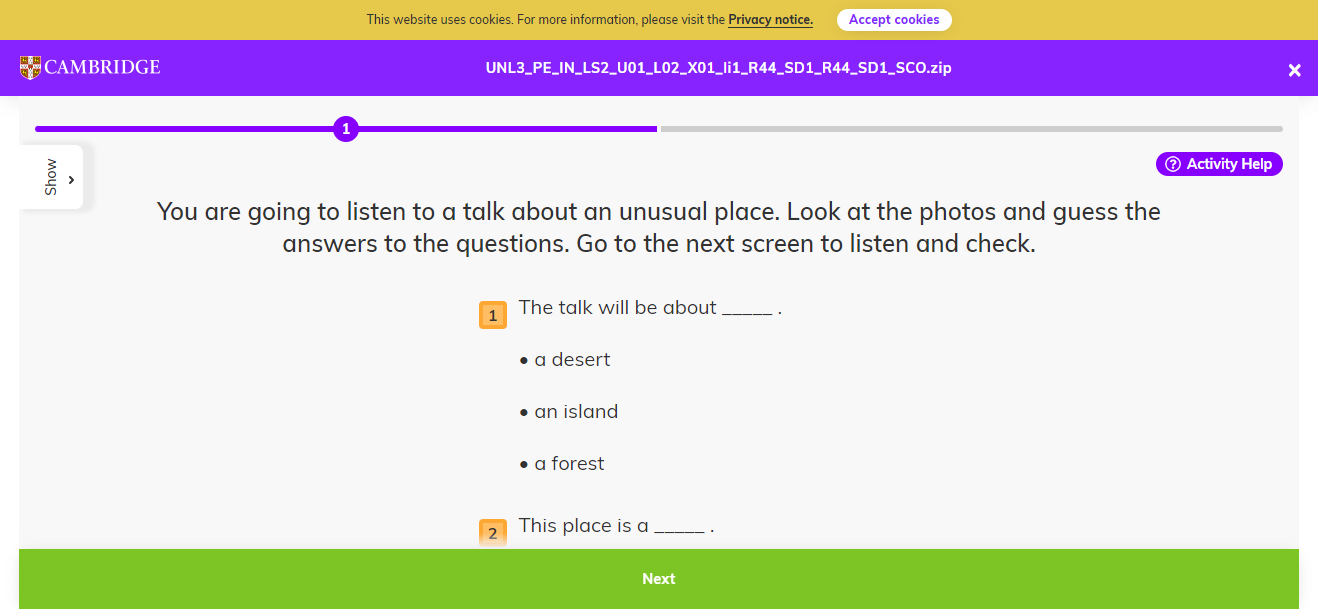 This website uses cookies. For more information, please visit the Privacy notice.
Accept cookies
CAMBRIDGE
UNL3_PE_IN_LS2_U01_L02_X01_li1_R44_SD1_R44_SD1_SCO.zip
1
Show
Activity Help
You are going to listen to a talk about an unusual place. Look at the photos and guess the
answers to the questions. Go to the next screen to listen and check.
1 The talk will be about _____ .
• a desert
• an island
• a forest
2 This place is a _____ .
Next